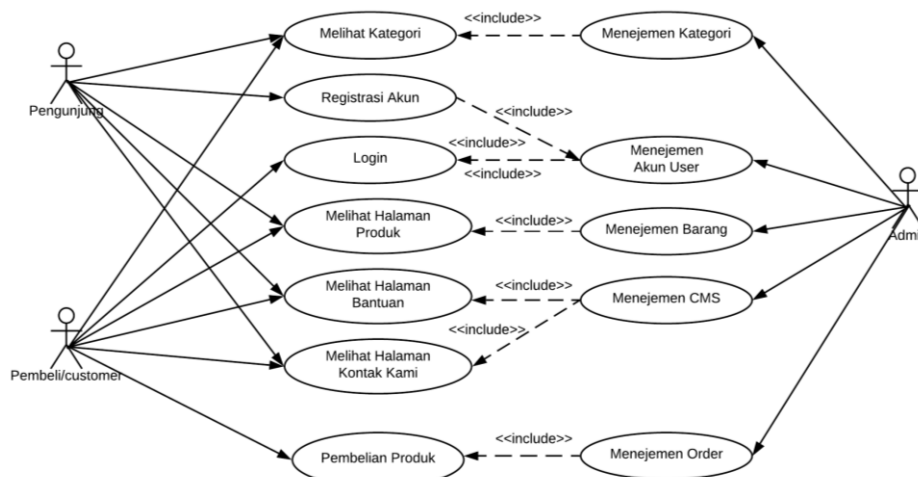 Melihat Kategori
<<include>>
Menejemen Kategori
Pengunjung
Registrasi Akun
<<include>>
Login
<<include>>
<<include>>
Menejemen
Akun User
Melihat Halaman
Produk
<<include>>
Menejemen Barang
Admi
Melihat Halaman
Bantuan
<<include>>
Menejemen CMS
<<include>>
Pembeli/customer
Melihat Halaman
Kontak Kami
Pembelian Produk
<<include>>
Menejemen Order